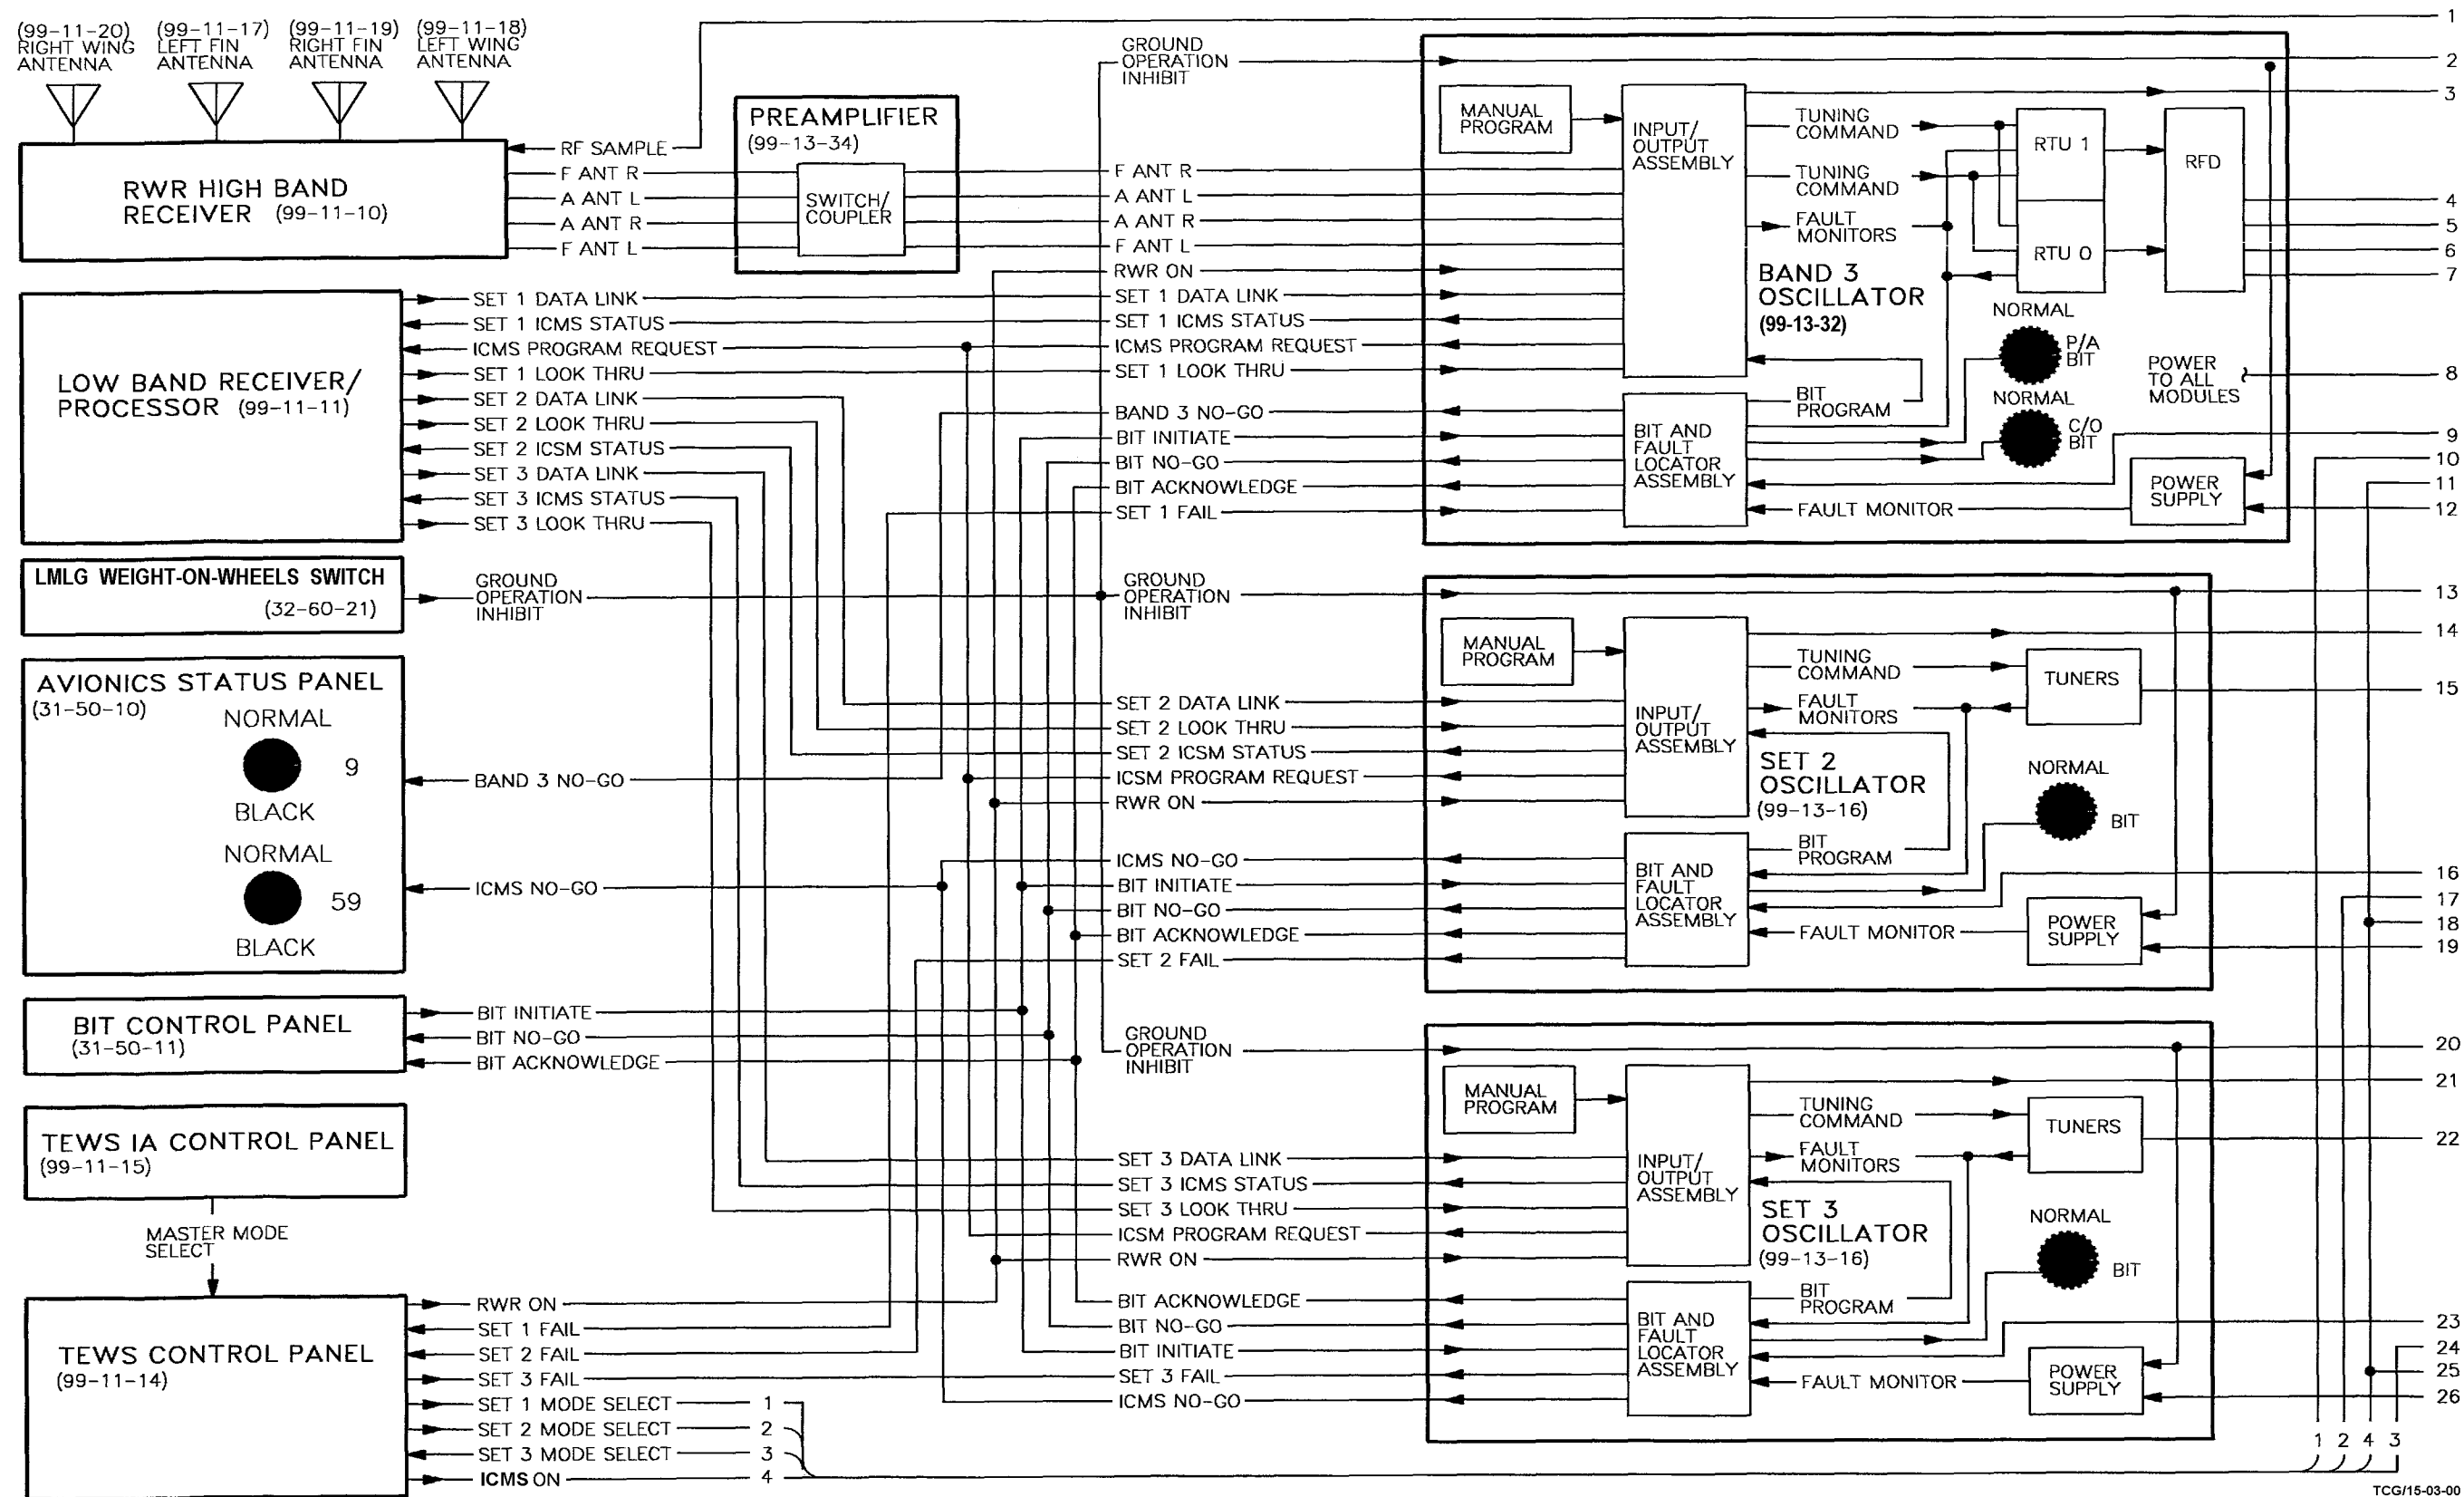 (99-11-20)
RIGHT WING
ANTENNA
(99-11-17)
LEFT FIN
ANTENNA
(99-11-19)
RIGHT FIN
ANTENNA
(99-11-18)
LEFT WING
ANTENNA
RWR HIGH BAND
RECEIVER (99-11-10)
RF SAMPLE
F ANT R
A ANT L
A ANT R
F ANT L
PREAMPLIFIER
(99-13-34)
SWITCH/
COUPLER
LOW BAND RECEIVER/
PROCESSOR (99-11-11)
SET 1 DATA LINK
SET 1 ICMS STATUS
ICMS PROGRAM REQUEST
SET 1 LOOK THRU
SET 2 DATA LINK
SET 2 LOOK THRU
SET 2 ICSM STATUS
SET 3 DATA LINK
SET 3 ICMS STATUS
SET 3 LOOK THRU
LMLG WEIGHT-ON-WHEELS SWITCH
(32-60-21)
GROUND
OPERATION
INHIBIT
AVIONICS STATUS PANEL
(31-50-10)
NORMAL
9
BLACK
NORMAL
59
BLACK
BAND 3 NO-GO
ICMS NO-GO
BIT CONTROL PANEL
(31-50-11)
BIT INITIATE
BIT NO-GO
BIT ACKNOWLEDGE
TEWS IA CONTROL PANEL
(99-11-15)
MASTER MODE
SELECT
TEWS CONTROL PANEL
(99-11-14)
RWR ON
SET 1 FAIL
SET 2 FAIL
SET 3 FAIL
SET 1 MODE SELECT 1
SET 2 MODE SELECT 2
SET 3 MODE SELECT 3
ICMS ON 4
GROUND
OPERATION
INHIBIT
F ANT R
A ANT L
A ANT R
F ANT L
RWR ON
SET 1 DATA LINK
SET 1 ICMS STATUS
ICMS PROGRAM REQUEST
SET 1 LOOK THRU
BAND 3 NO-GO
BIT INITIATE
BIT NO-GO
BIT ACKNOWLEDGE
SET 1 FAIL
MANUAL
PROGRAM
INPUT/
OUTPUT
ASSEMBLY
TUNING
COMMAND
TUNING
COMMAND
FAULT
MONITORS
RTU 1
RTU 0
RFD
BAND 3
OSCILLATOR
(99-13-32)
NORMAL
P/A
BIT
NORMAL
C/O
BIT
POWER
TO ALL
MODULES
BIT
PROGRAM
BIT AND
FAULT
LOCATOR
ASSEMBLY
FAULT MONITOR
POWER
SUPPLY
GROUND
OPERATION
INHIBIT
SET 2 DATA LINK
SET 2 LOOK THRU
SET 2 ICSM STATUS
ICSM PROGRAM REQUEST
RWR ON
ICMS NO-GO
BIT INITIATE
BIT NO-GO
BIT ACKNOWLEDGE
SET 2 FAIL
MANUAL
PROGRAM
INPUT/
OUTPUT
ASSEMBLY
TUNING
COMMAND
FAULT
MONITORS
TUNERS
SET 2
OSCILLATOR
(99-13-16)
NORMAL
BIT
BIT
PROGRAM
BIT AND
FAULT
LOCATOR
ASSEMBLY
FAULT MONITOR
POWER
SUPPLY
GROUND
OPERATION
INHIBIT
SET 3 DATA LINK
SET 3 ICMS STATUS
SET 3 LOOK THRU
ICSM PROGRAM REQUEST
RWR ON
BIT ACKNOWLEDGE
BIT NO-GO
BIT INITIATE
SET 3 FAIL
ICMS NO-GO
MANUAL
PROGRAM
INPUT/
OUTPUT
ASSEMBLY
TUNING
COMMAND
FAULT
MONITORS
TUNERS
SET 3
OSCILLATOR
(99-13-16)
NORMAL
BIT
BIT
PROGRAM
BIT AND
FAULT
LOCATOR
ASSEMBLY
FAULT MONITOR
POWER
SUPPLY
1
2
3
4
5
6
7
8
9
10
11
12
13
14
15
16
17
18
19
20
21
22
23
24
25
26
1 2 4 3
TCG/15-03-00